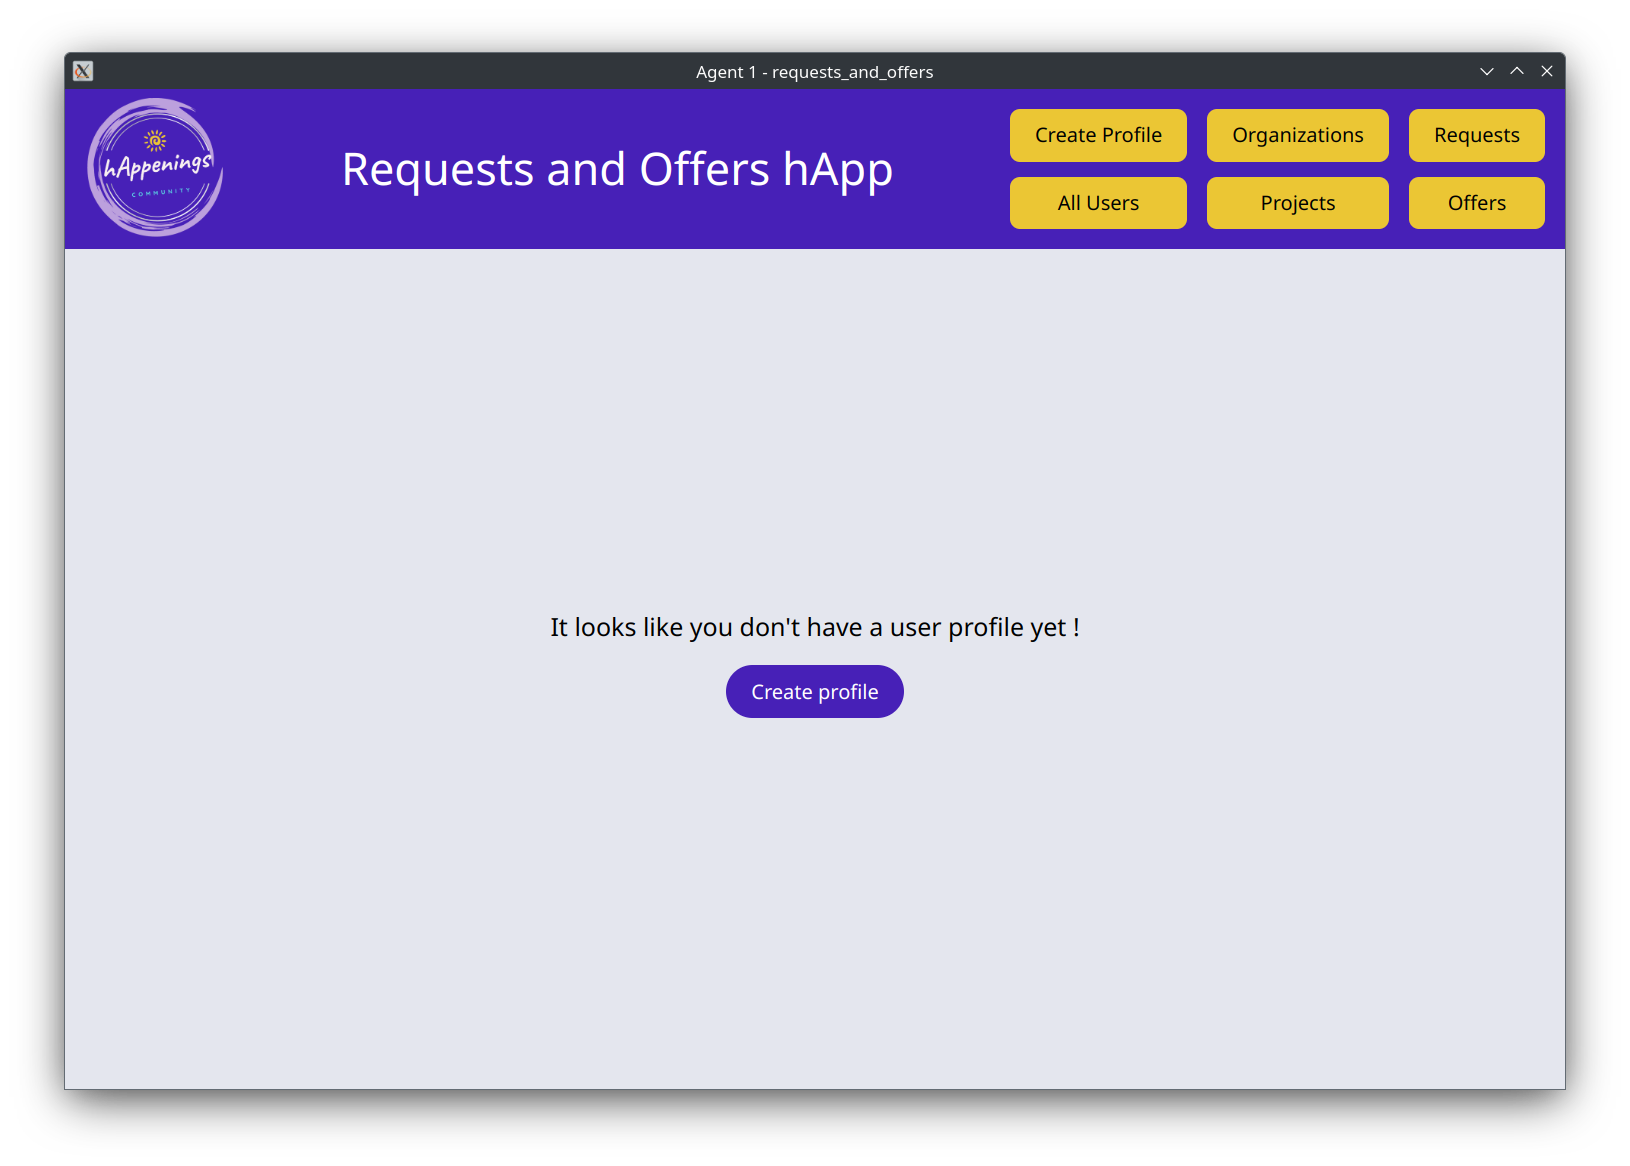 Agent 1 - requests_and_offers
hAppenings
COMMUNITY
Requests and Offers hApp
Create Profile
Organizations
Requests
All Users
Projects
Offers
It looks like you don't have a user profile yet !
Create profile